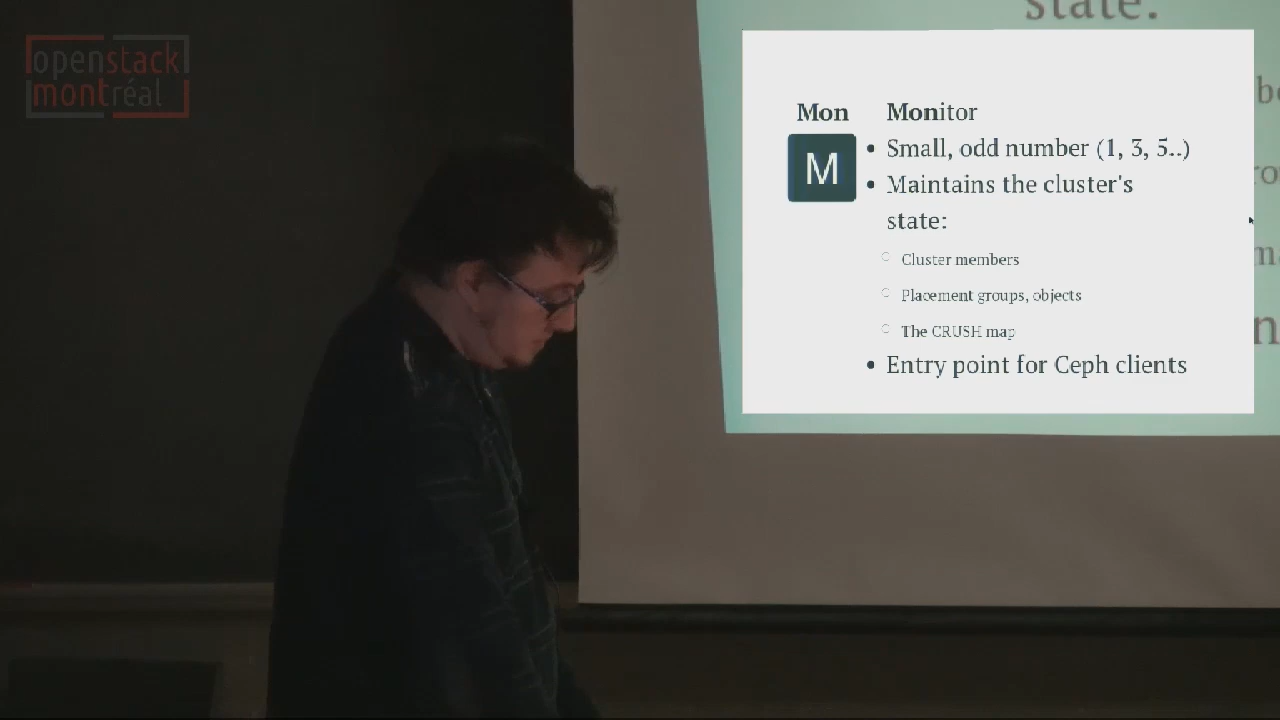 openstack
montréal
state:
Mon
Monitor
M
Small, odd number (1, 3, 5..)
Maintains the cluster's
state:
Cluster members
Placement groups, objects
The CRUSH map
Entry point for Ceph clients